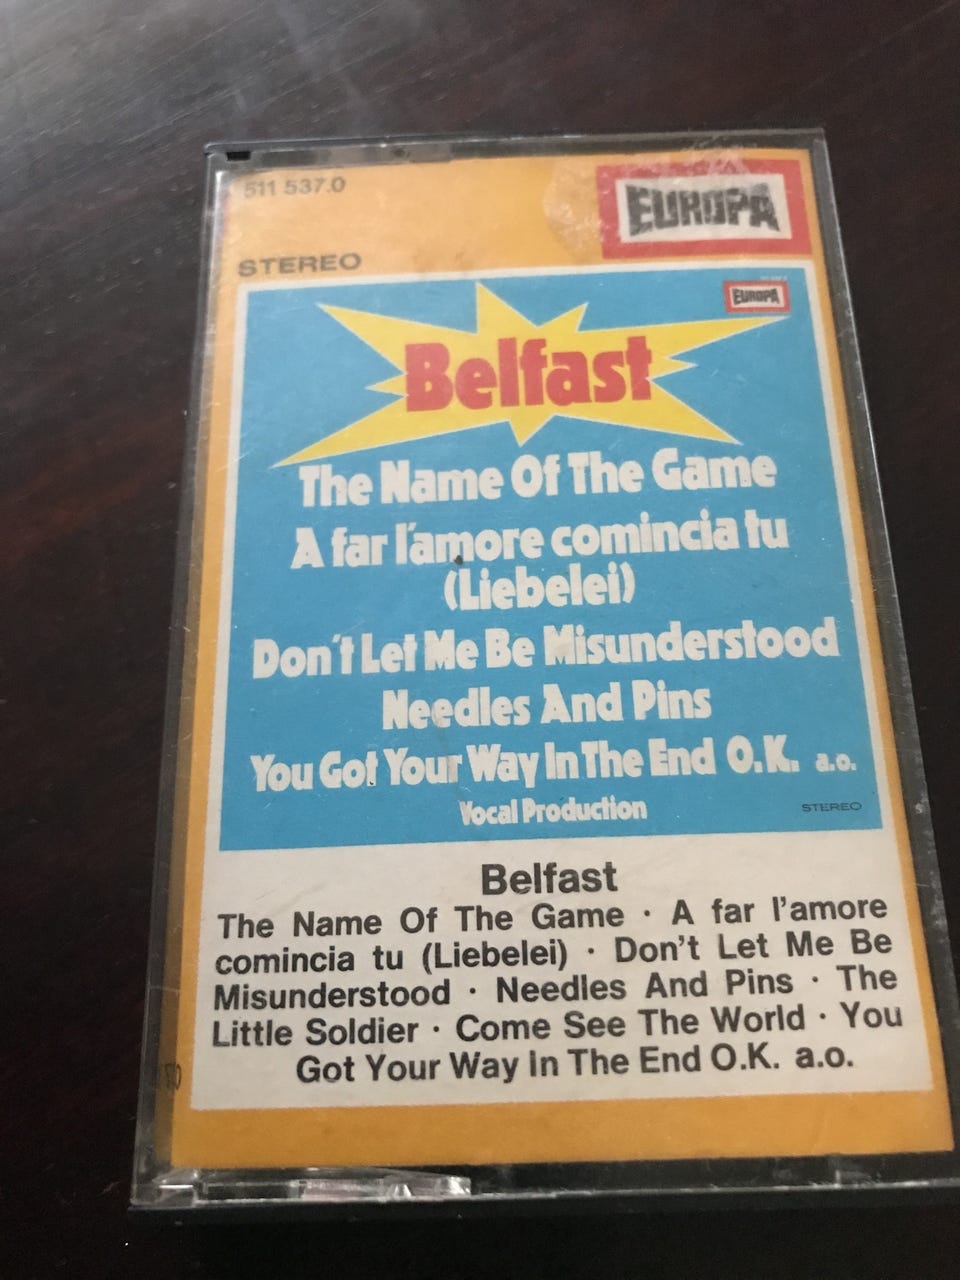 511 537.0
EUROPA
STEREO
EUROPA
Belfast
The Name Of The Game
A far l'amore comincia tu
(Liebelei)
Don't Let Me Be Misunderstood
Needles And Pins
You Got Your Way In The End O.K. a.o.
Vocal Production
STEREO
Belfast
The Name Of The Game · A far l'amore
comincia tu (Liebelei) · Don't Let Me Be
Misunderstood · Needles And Pins · The
Little Soldier · Come See The World · You
Got Your Way In The End O.K. a.o.